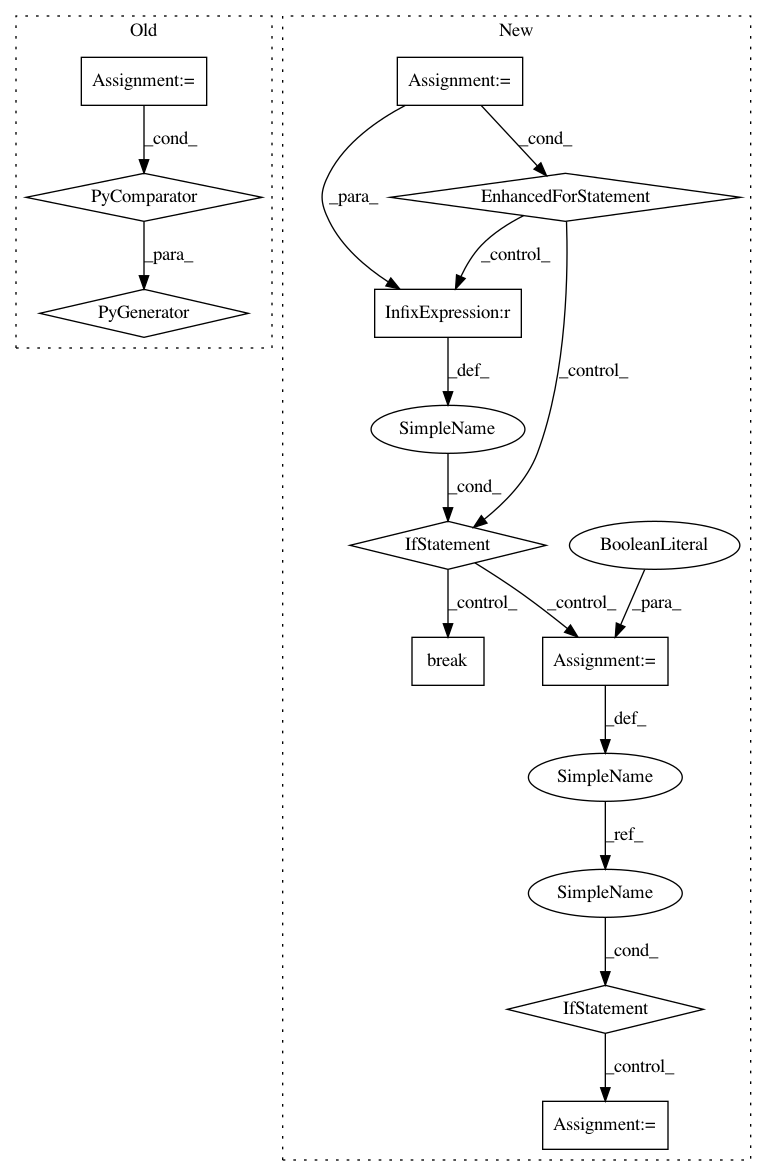 Old
New
Assignment:=
Assignment:=
_cond_
_cond_
PyComparator
_para_
EnhancedForStatement
_para_
_control_
PyGenerator
InfixExpression:r
_def_
_control_
SimpleName
_cond_
IfStatement
BooleanLiteral
_control_
_control_
_para_
break
Assignment:=
_def_
SimpleName
_ref_
SimpleName
_cond_
IfStatement
_control_
Assignment:=